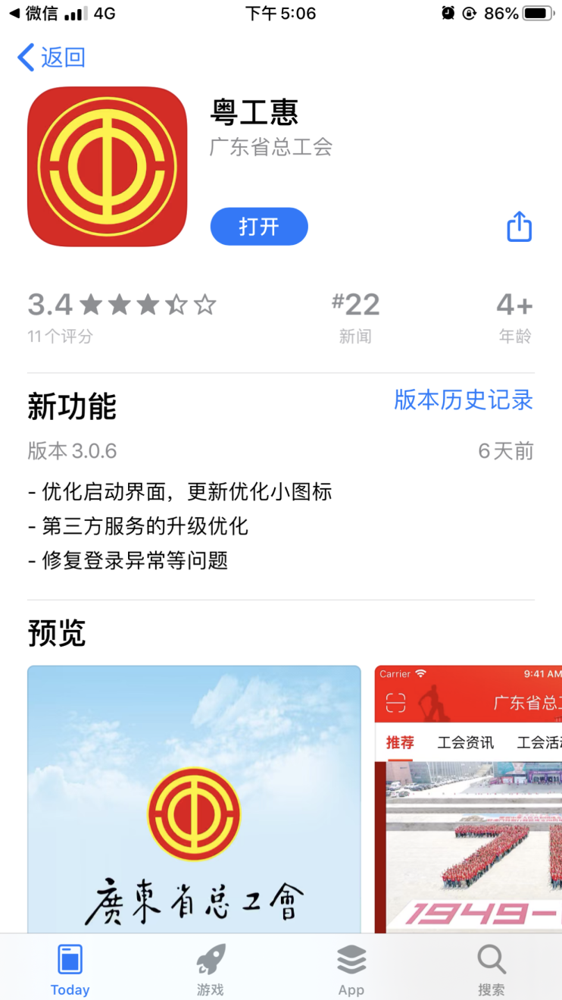 微信 4G 下午 5:06 86%
返回
粤工惠
广东省总工会
打开
3.4 #22 4+
11个评分 新闻 年龄
新功能 版本历史记录
版本 3.0.6 6天前
- 优化启动界面，更新优化小图标
- 第三方服务的升级优化
- 修复登录异常等问题
预览
Carrier 9:41 AM
广东省总
推荐 工会资讯 工会活
7
廣東省总工會
1949-
Today 游戏 App 搜索